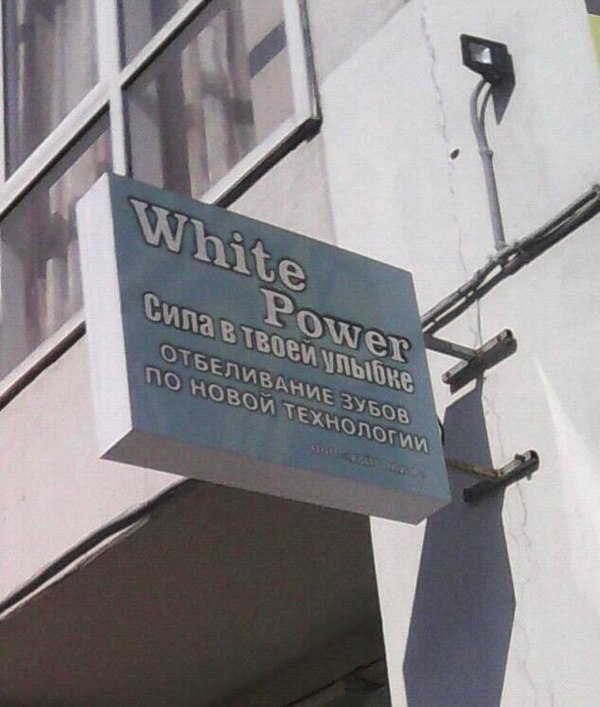 White
Power
Сила в твоей улыбке
ОТБЕЛИВАНИЕ ЗУБОВ
ПО НОВОЙ ТЕХНОЛОГИИ